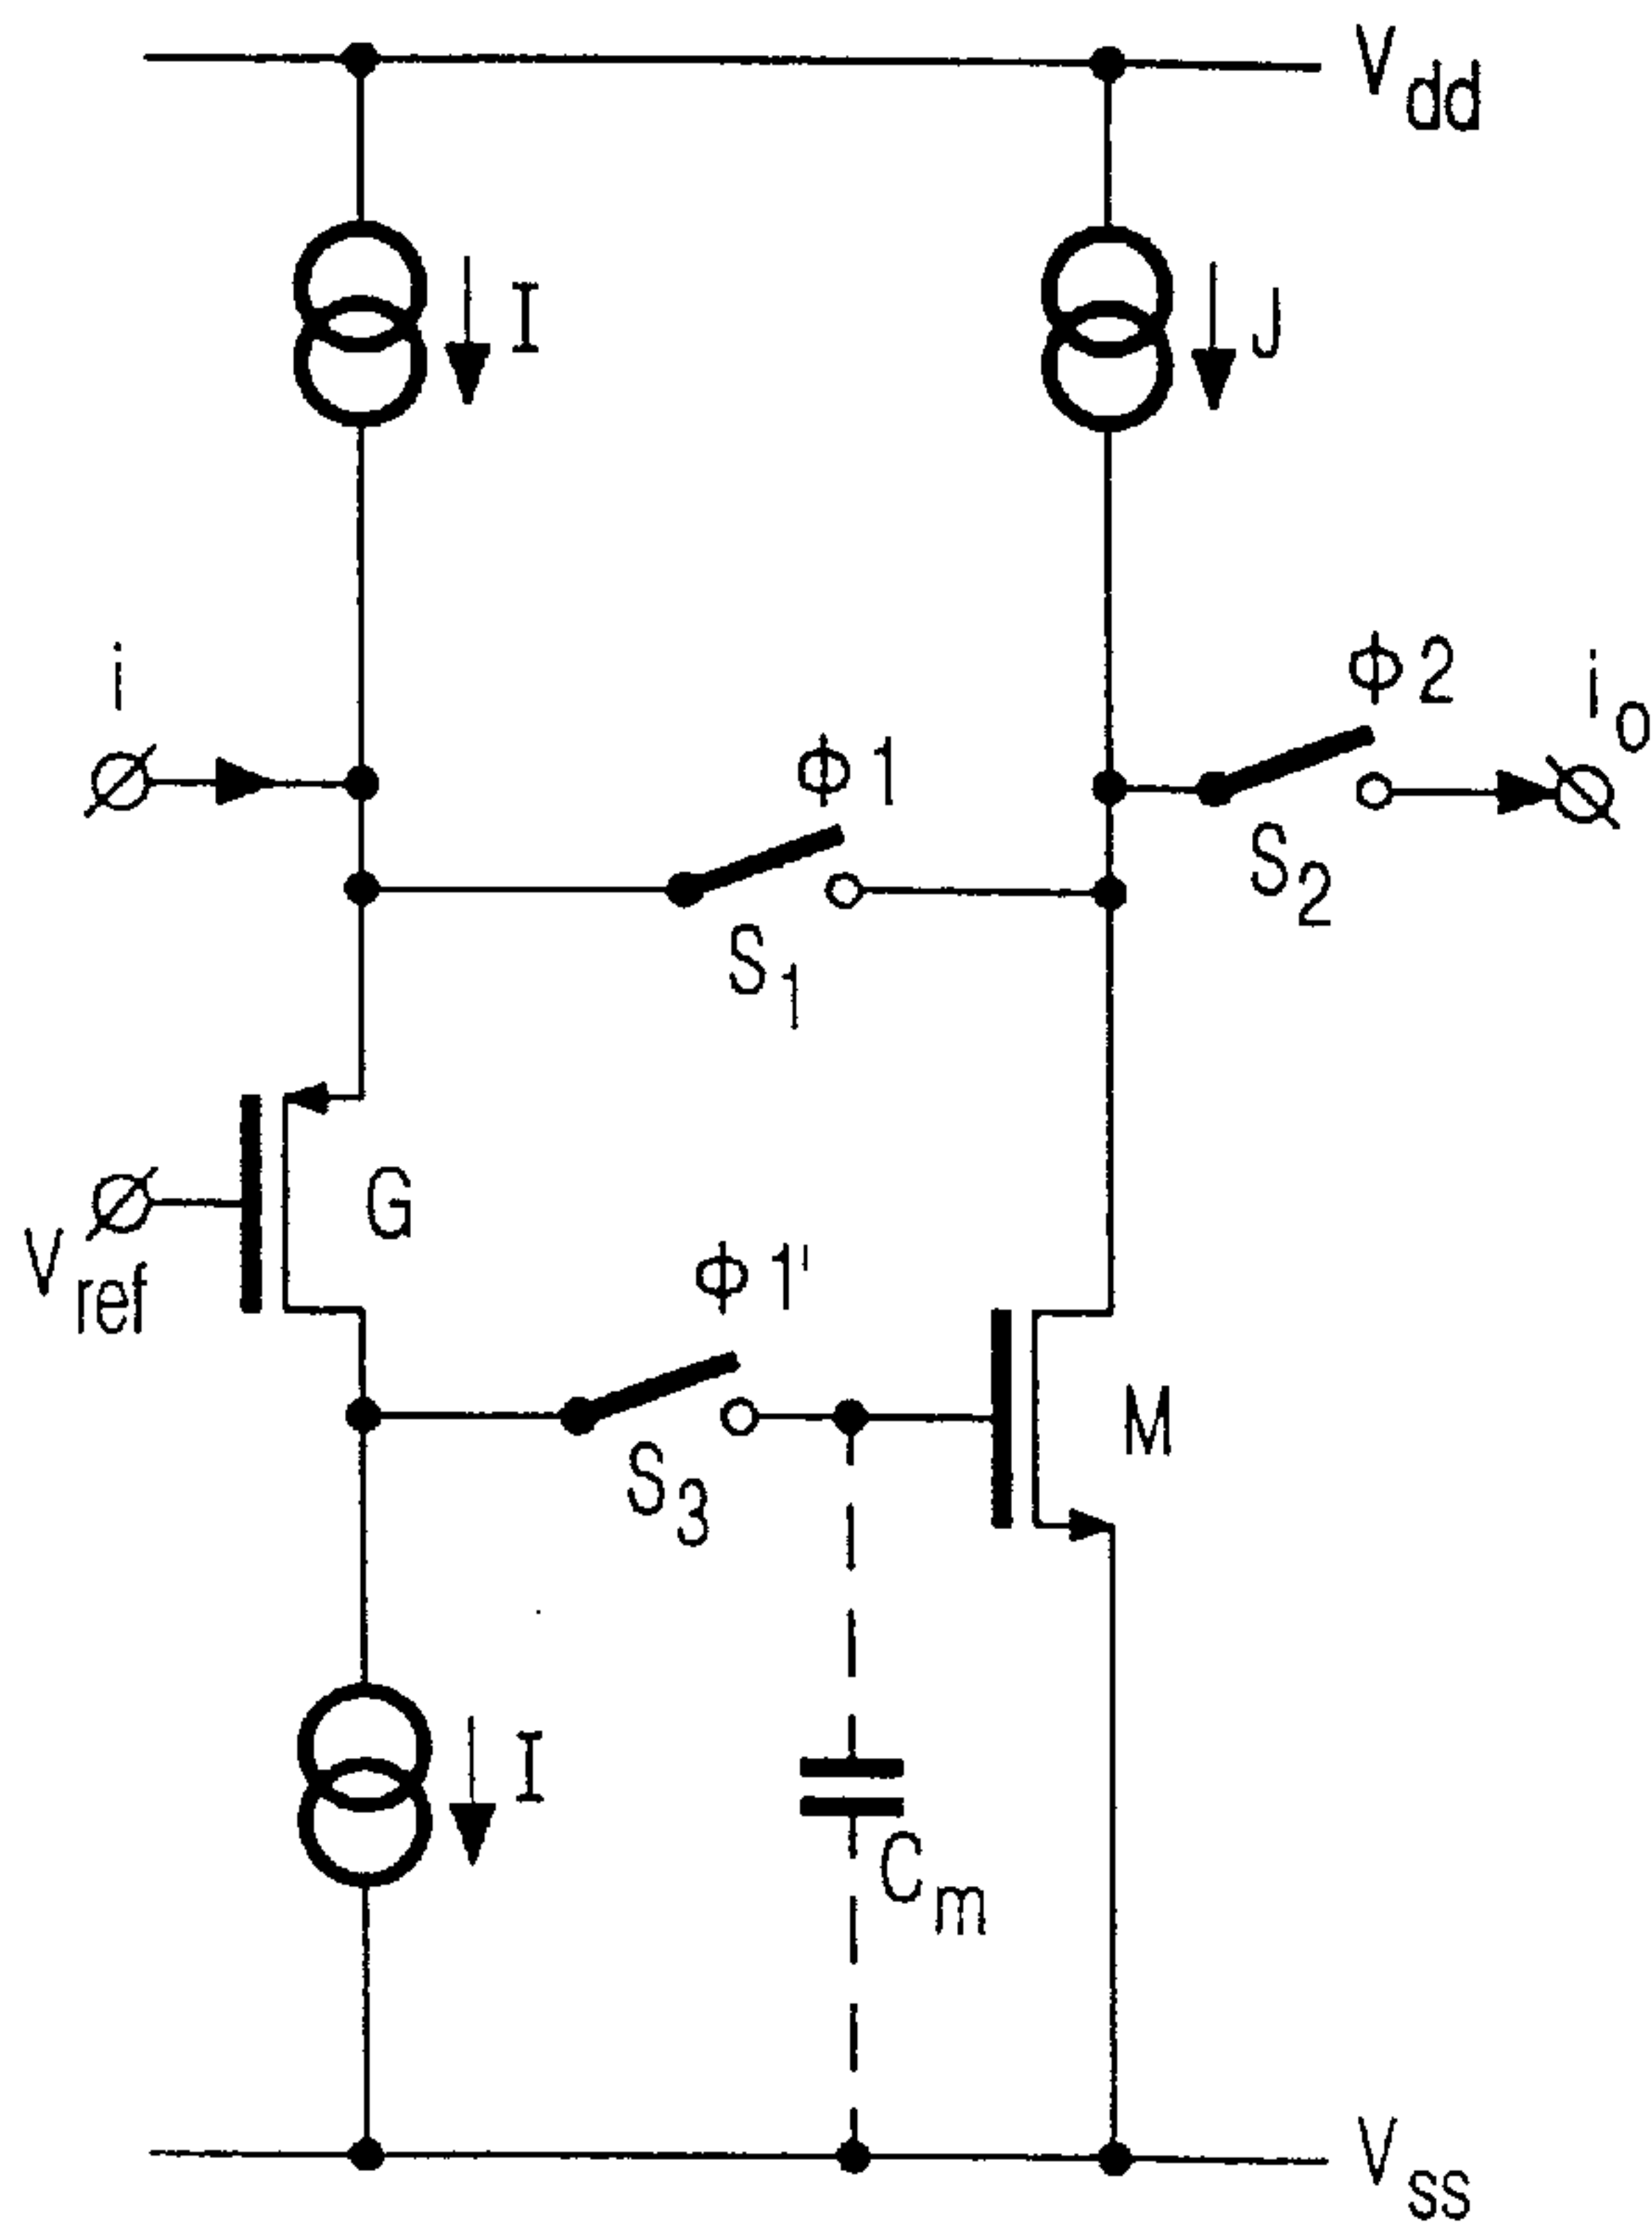 Vdd
I
J
i
ϕ1
ϕ2
io
S2
S1
G
Vref
ϕ1'
M
S3
I
Cm
Vss